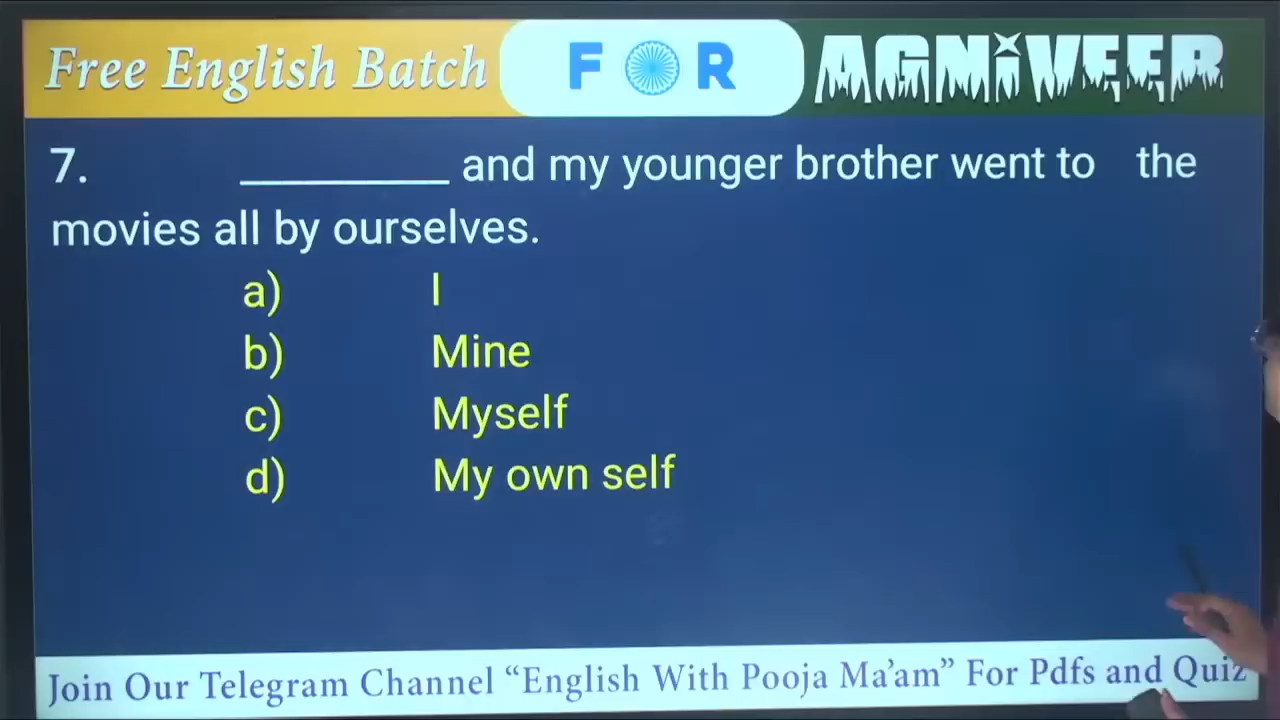 Free English Batch FOR AGNiVEER
7. __________ and my younger brother went to the
movies all by ourselves.
a) I
b) Mine
c) Myself
d) My own self
Join Our Telegram Channel “English With Pooja Ma’am” For Pdfs and Quiz